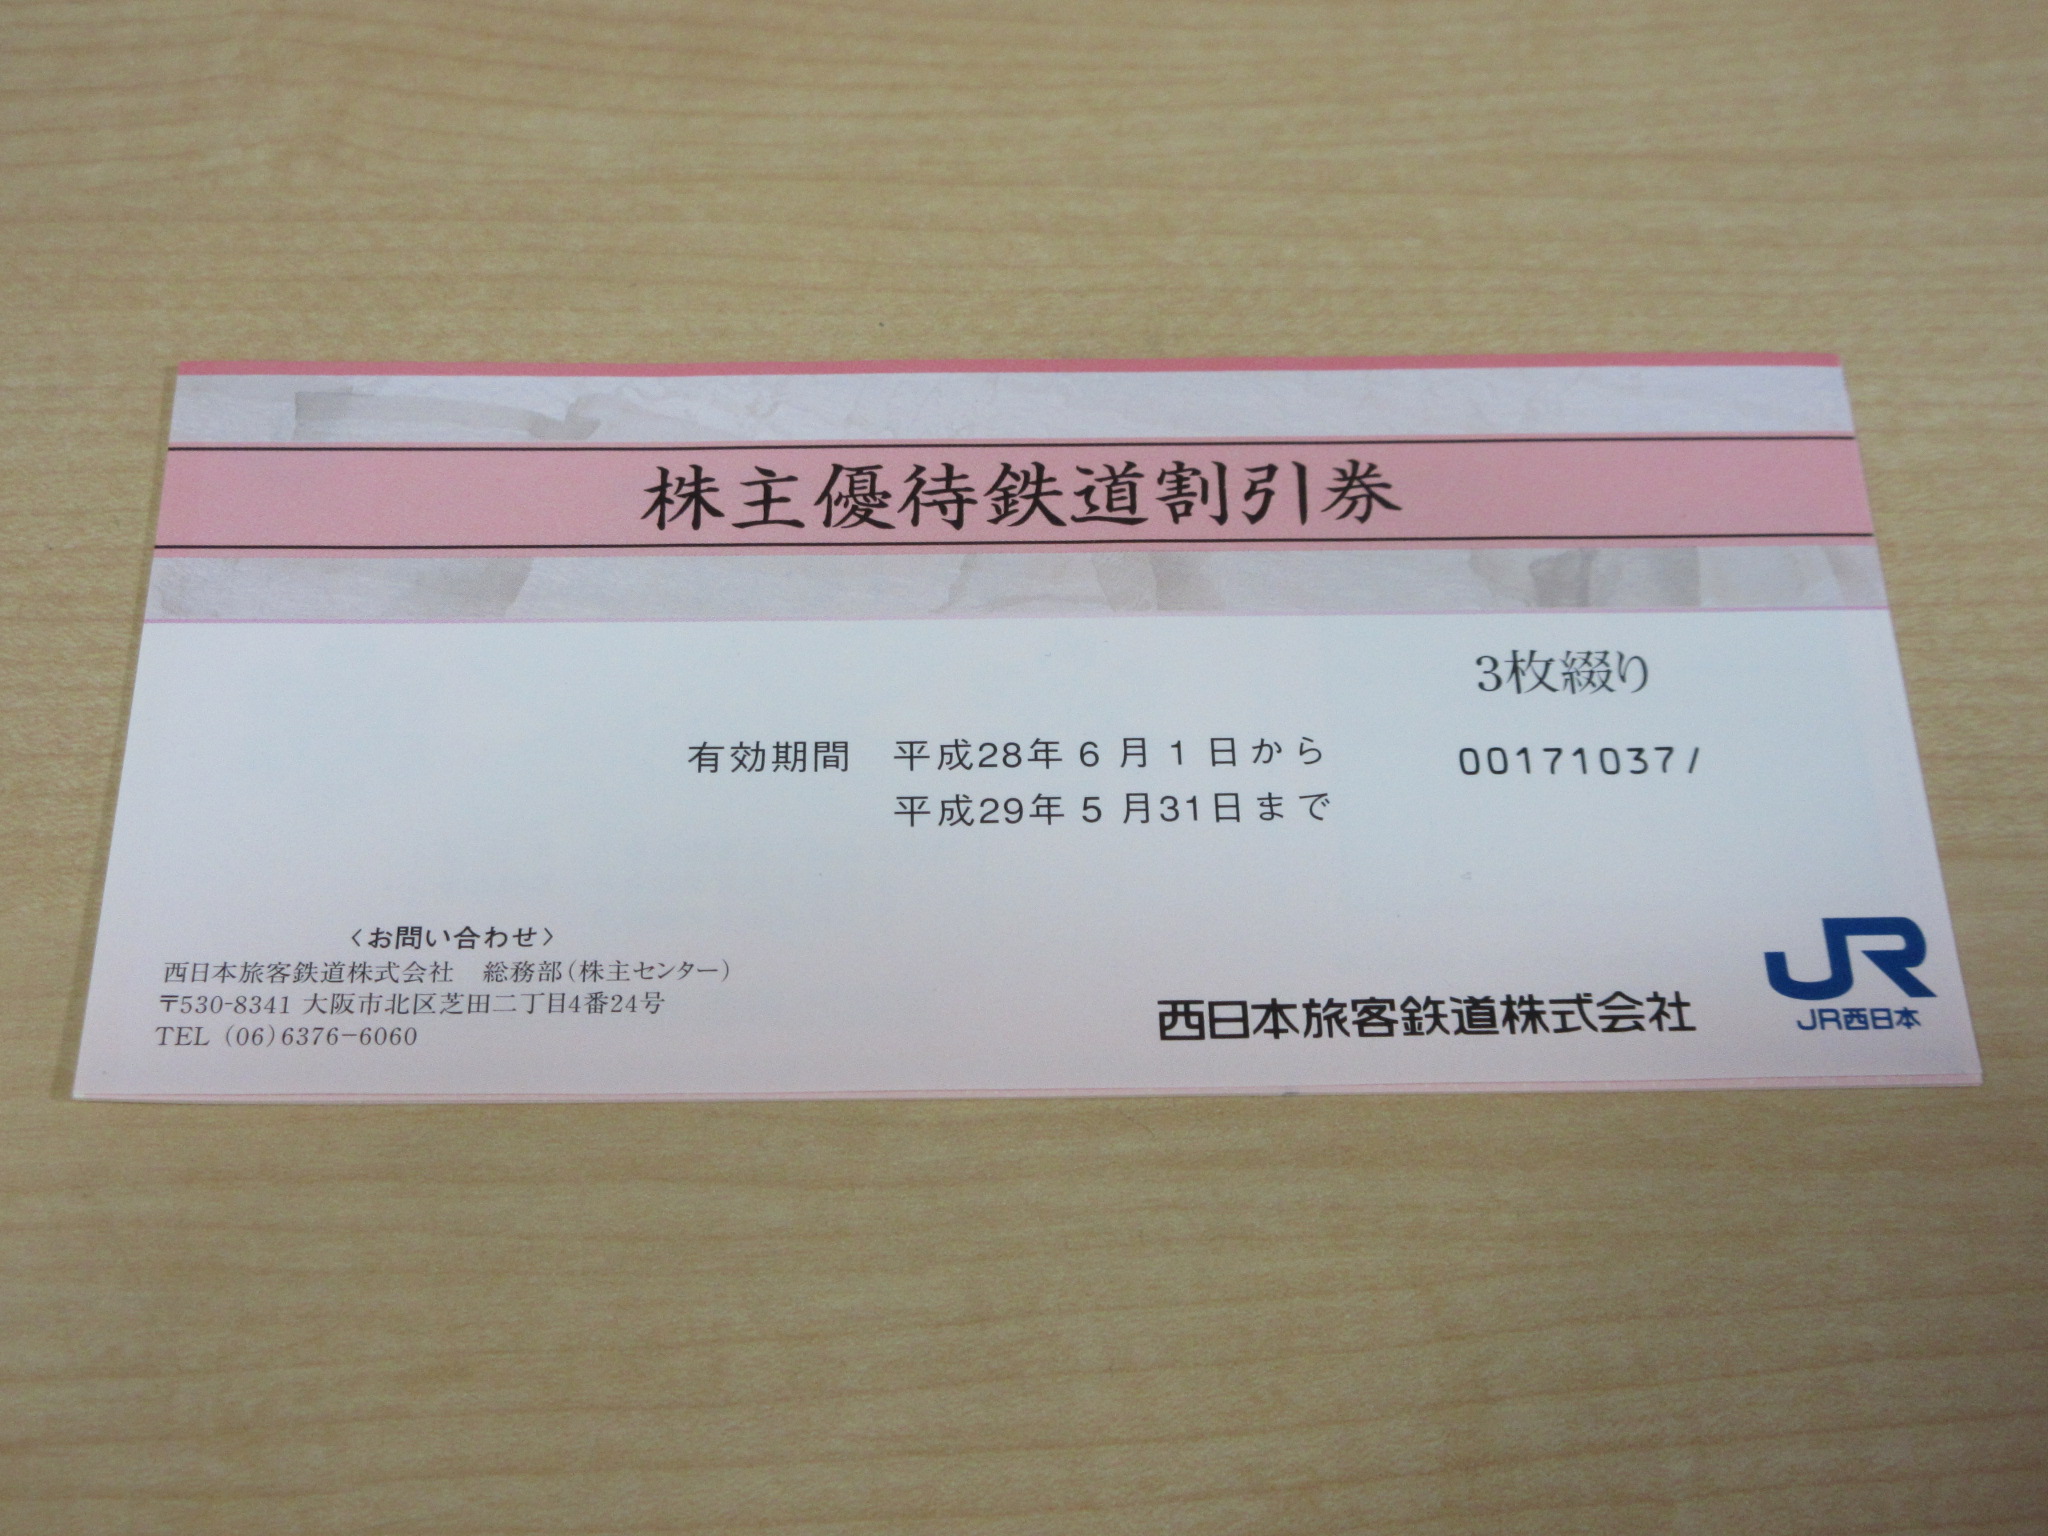 株主優待鉄道割引券
3枚綴り
有効期間 平成28年6月1日から
00171037/
平成29年5月31日まで
〈お問い合わせ〉
西日本旅客鉄道株式会社 総務部(株主センター)
〒530-8341 大阪市北区芝田二丁目4番24号
TEL (06)6376-6060
西日本旅客鉄道株式会社
JR
JR西日本